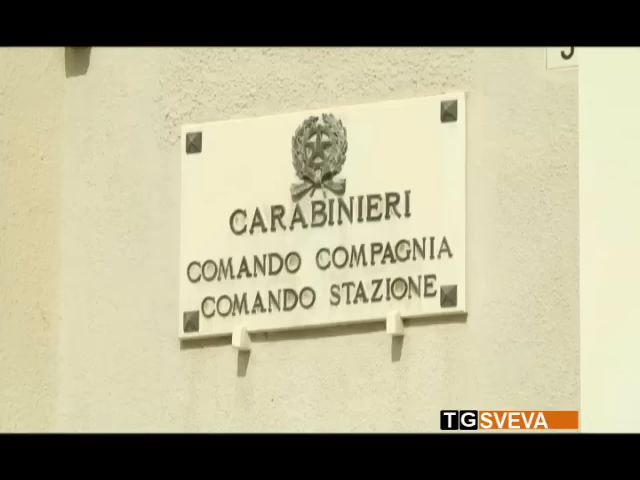 CARABINIERI
COMANDO COMPAGNIA
COMANDO STAZIONE
TGSVEVA